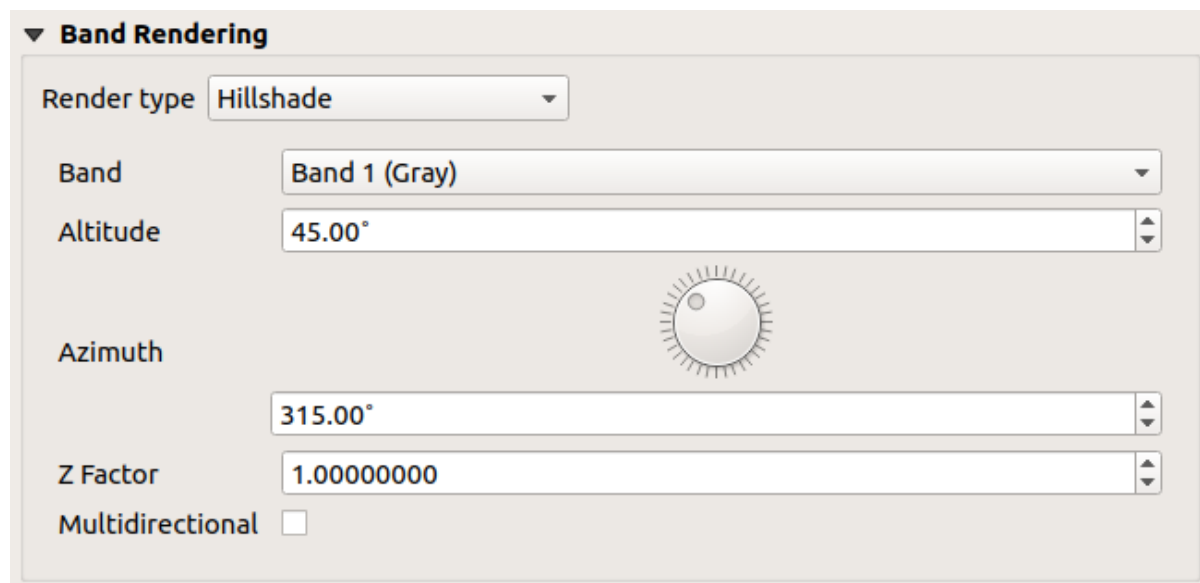 Band Rendering
Render type Hillshade
Band Band 1 (Gray)
Altitude 45.00°
Azimuth
315.00°
Z Factor 1.00000000
Multidirectional